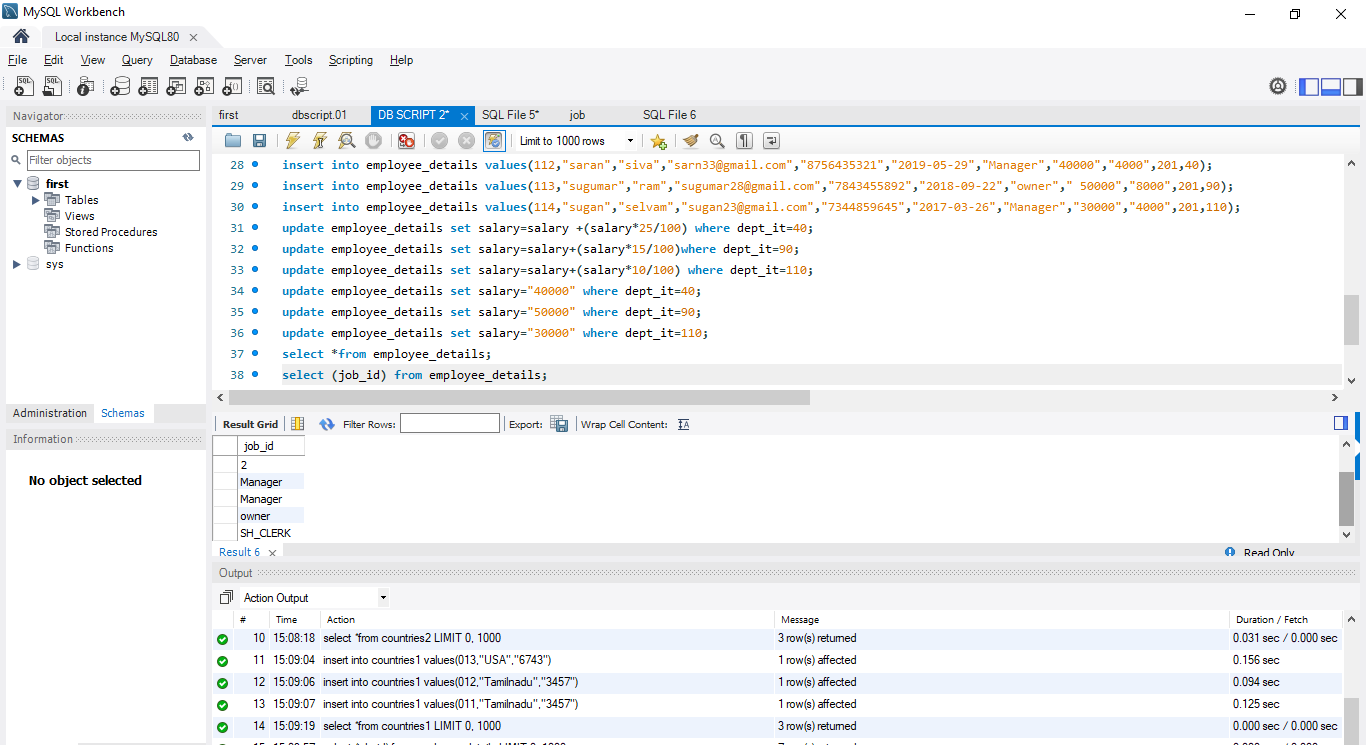 MySQL Workbench
Local instance MySQL80
File Edit View Query Database Server Tools Scripting Help
Navigator
SCHEMAS
Filter objects
first
Tables
Views
Stored Procedures
Functions
sys
Administration Schemas
Information
No object selected
first dbscript.01 DB SCRIPT 2* SQL File 5* job SQL File 6
Limit to 1000 rows
28 insert into employee_details values(112,"saran","siva","sarn33@gmail.com","8756435321","2019-05-29","Manager","40000","4000",201,40);
29 insert into employee_details values(113,"sugumar","ram","sugumar28@gmail.com","7843455892","2018-09-22","owner"," 50000","8000",201,90);
30 insert into employee_details values(114,"sugan","selvam","sugan23@gmail.com","7344859645","2017-03-26","Manager","30000","4000",201,110);
31 update employee_details set salary=salary +(salary*25/100) where dept_it=40;
32 update employee_details set salary=salary+(salary*15/100)where dept_it=90;
33 update employee_details set salary=salary+(salary*10/100) where dept_it=110;
34 update employee_details set salary="40000" where dept_it=40;
35 update employee_details set salary="50000" where dept_it=90;
36 update employee_details set salary="30000" where dept_it=110;
37 select *from employee_details;
38 select (job_id) from employee_details;
Result Grid Filter Rows: Export: Wrap Cell Content:
job_id
2
Manager
Manager
owner
SH_CLERK
Result 6 Read Only
Output
Action Output
# Time Action Message Duration / Fetch
10 15:08:18 select *from countries2 LIMIT 0, 1000 3 row(s) returned 0.031 sec / 0.000 sec
11 15:09:04 insert into countries1 values(013,"USA","6743") 1 row(s) affected 0.156 sec
12 15:09:06 insert into countries1 values(012,"Tamilnadu","3457") 1 row(s) affected 0.094 sec
13 15:09:07 insert into countries1 values(011,"Tamilnadu","3457") 1 row(s) affected 0.125 sec
14 15:09:19 select *from countries1 LIMIT 0, 1000 3 row(s) returned 0.000 sec / 0.000 sec